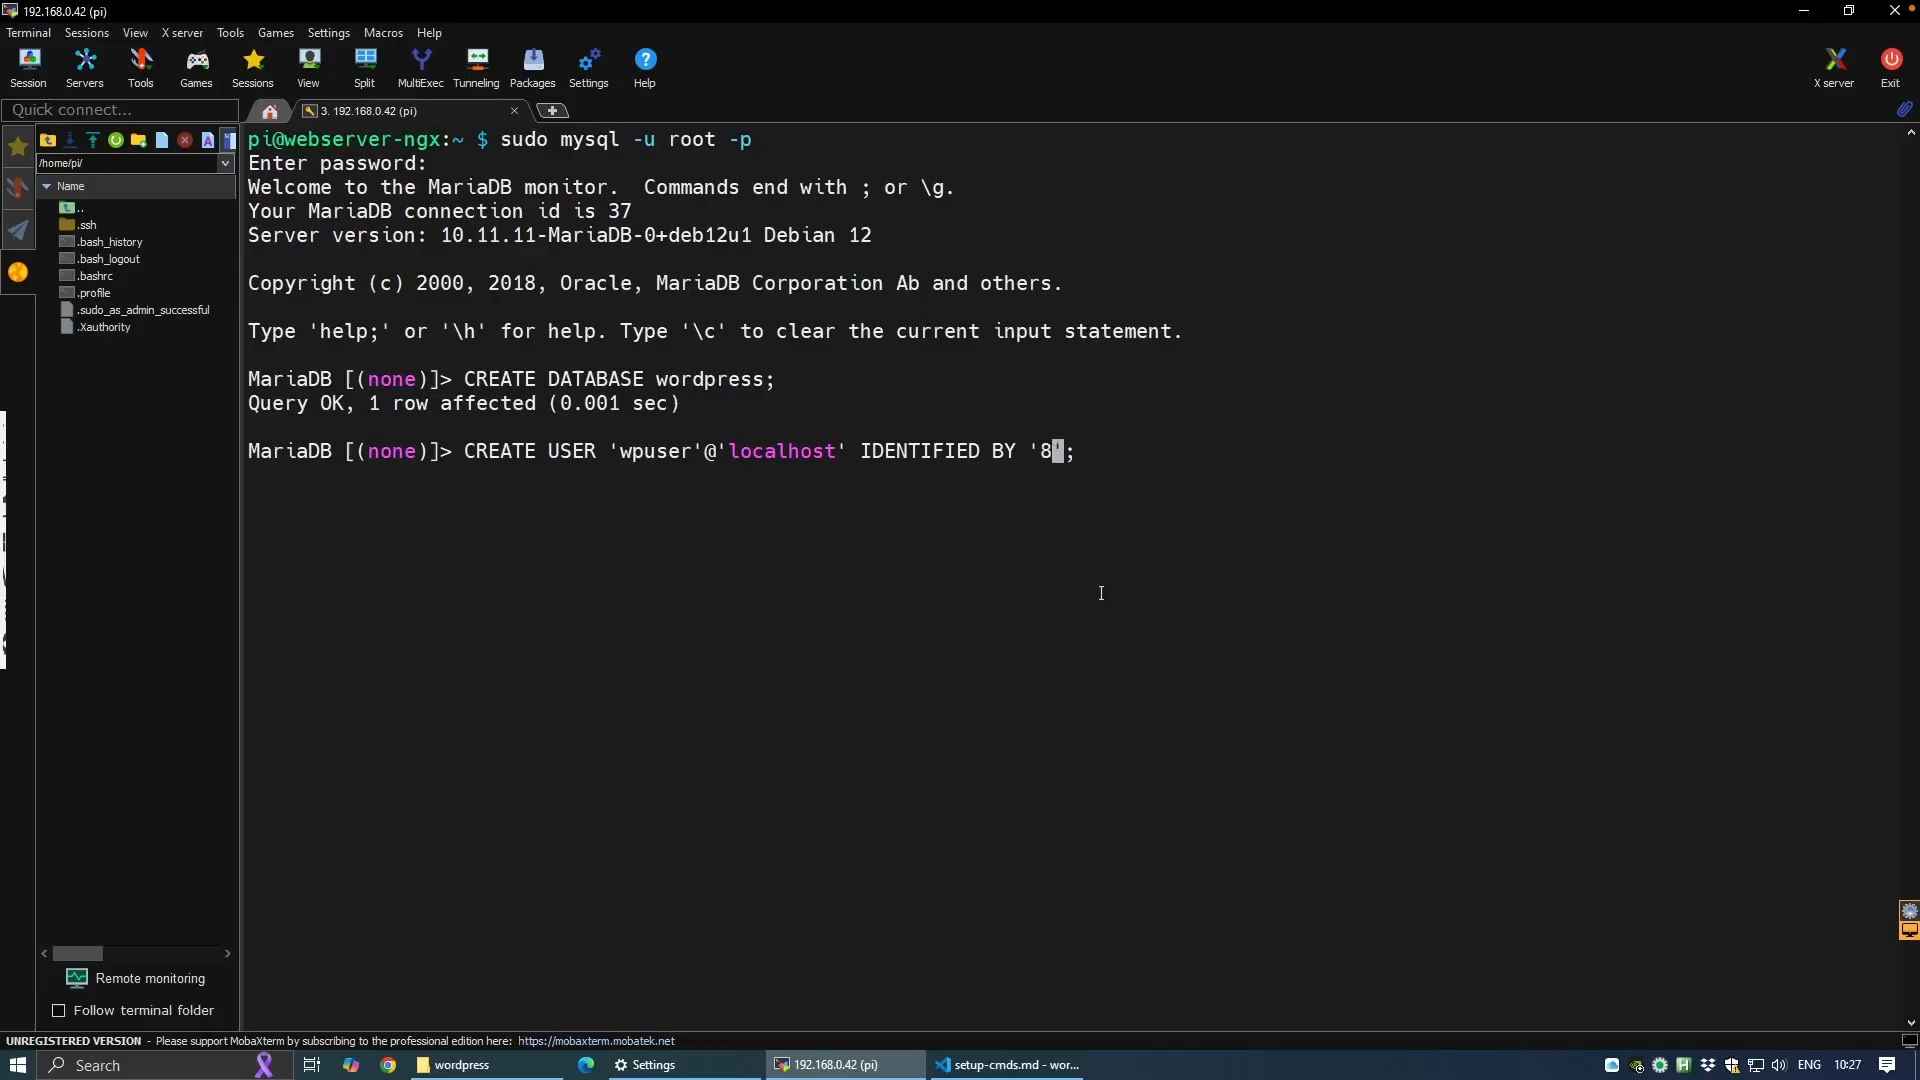 192.168.0.42 (pi)
Terminal Sessions View X server Tools Games Settings Macros Help
Session Servers Tools Games Sessions View Split MultiExec Tunneling Packages Settings Help X server Exit
Quick connect...
3. 192.168.0.42 (pi)
/home/pi/
Name
..
.ssh
.bash_history
.bash_logout
.bashrc
.profile
.sudo_as_admin_successful
.Xauthority
pi@webserver-ngx:~ $ sudo mysql -u root -p
Enter password:
Welcome to the MariaDB monitor.  Commands end with ; or \g.
Your MariaDB connection id is 37
Server version: 10.11.11-MariaDB-0+deb12u1 Debian 12
Copyright (c) 2000, 2018, Oracle, MariaDB Corporation Ab and others.
Type 'help;' or '\h' for help. Type '\c' to clear the current input statement.
MariaDB [(none)]> CREATE DATABASE wordpress;
Query OK, 1 row affected (0.001 sec)
MariaDB [(none)]> CREATE USER 'wpuser'@'localhost' IDENTIFIED BY '8';
Remote monitoring
Follow terminal folder
UNREGISTERED VERSION - Please support MobaXterm by subscribing to the professional edition here: https://mobaxterm.mobatek.net
Search wordpress Settings 192.168.0.42 (pi) setup-cmds.md - wor... ENG 10:27